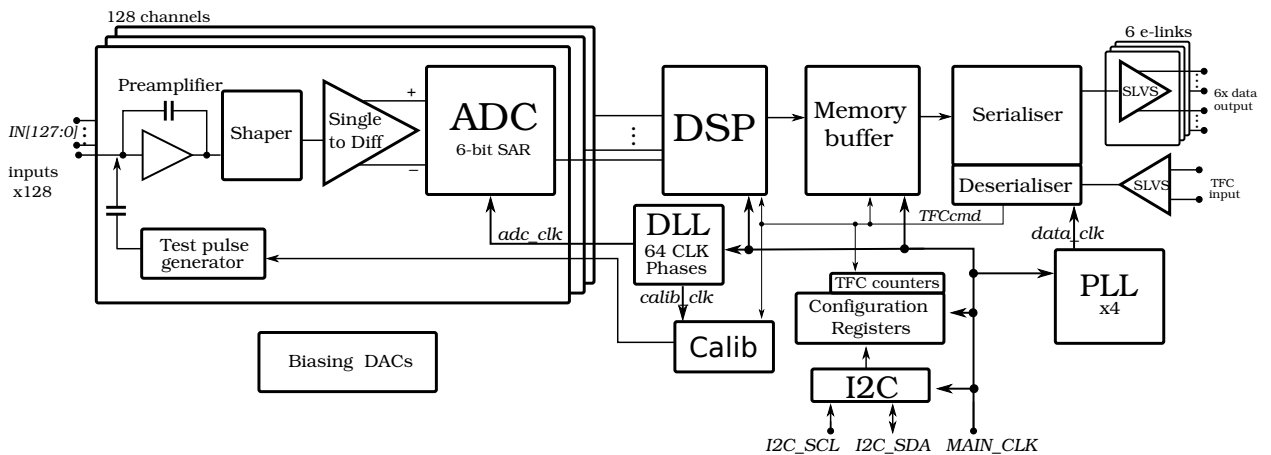 128 channels
6 e-links
Preamplifier
IN[127:0]
inputs
x128
Shaper
Single
to Diff
+
−
ADC
6-bit SAR
DSP
Memory
buffer
Serialiser
Deserialiser
SLVS
6x data
output
SLVS
TFC
input
Test pulse
generator
adc_clk
DLL
64 CLK
Phases
calib_clk
TFCcmd
data_clk
PLL
x4
TFC counters
Configuration
Registers
Calib
Biasing DACs
I2C
I2C_SCL
I2C_SDA
MAIN_CLK